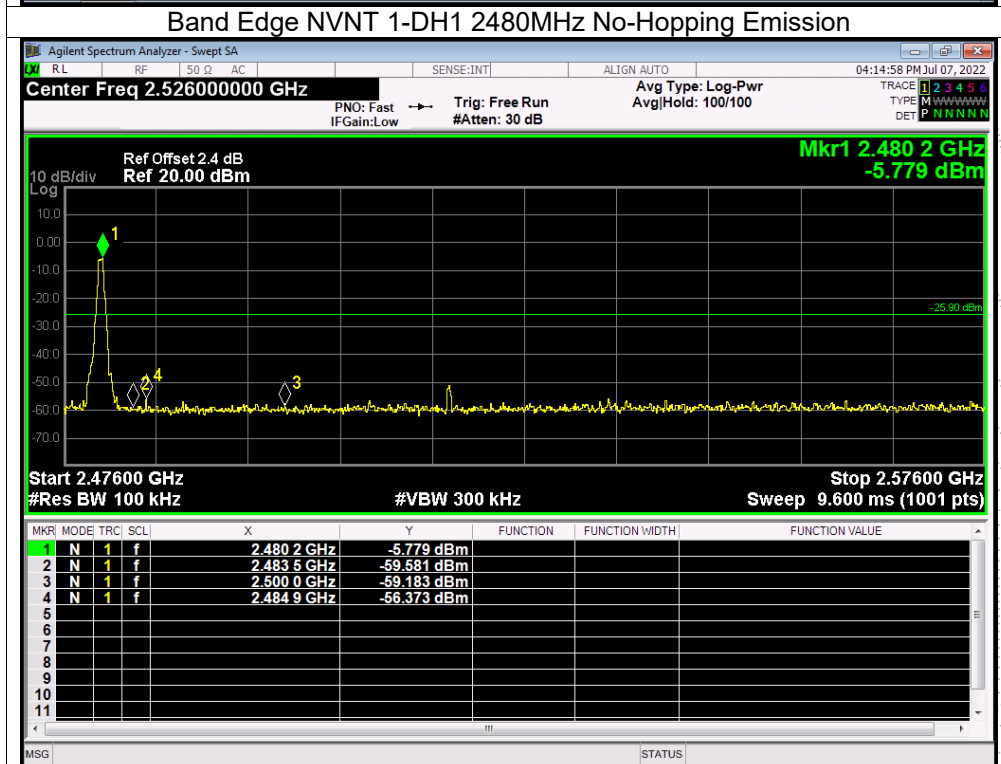 Band Edge NVNT 1-DH1 2480MHz No-Hopping Emission
Agilent Spectrum Analyzer - Swept SA
LXI RL RF 50 Ω AC SENSE:INT ALIGN AUTO 04:14:58 PM Jul 07, 2022
Center Freq 2.526000000 GHz Avg Type: Log-Pwr TRACE 1 2 3 4 5 6
PNO: Fast Trig: Free Run Avg|Hold: 100/100 TYPE M WWWWW
IFGain:Low #Atten: 30 dB DET P N N N N N
Mkr1 2.480 2 GHz
-5.779 dBm
Ref Offset 2.4 dB
10 dB/div Ref 20.00 dBm
Log
10.0
1
0.00
-10.0
-20.0
-25.90 dBm
-30.0
-40.0
-50.0
2 4 3
-60.0
-70.0
Start 2.47600 GHz Stop 2.57600 GHz
#Res BW 100 kHz #VBW 300 kHz Sweep 9.600 ms (1001 pts)
MKR MODE TRC SCL X Y FUNCTION FUNCTION WIDTH FUNCTION VALUE
1 N 1 f 2.480 2 GHz -5.779 dBm
2 N 1 f 2.483 5 GHz -59.581 dBm
3 N 1 f 2.500 0 GHz -59.183 dBm
4 N 1 f 2.484 9 GHz -56.373 dBm
5
6
7
8
9
10
11
MSG STATUS